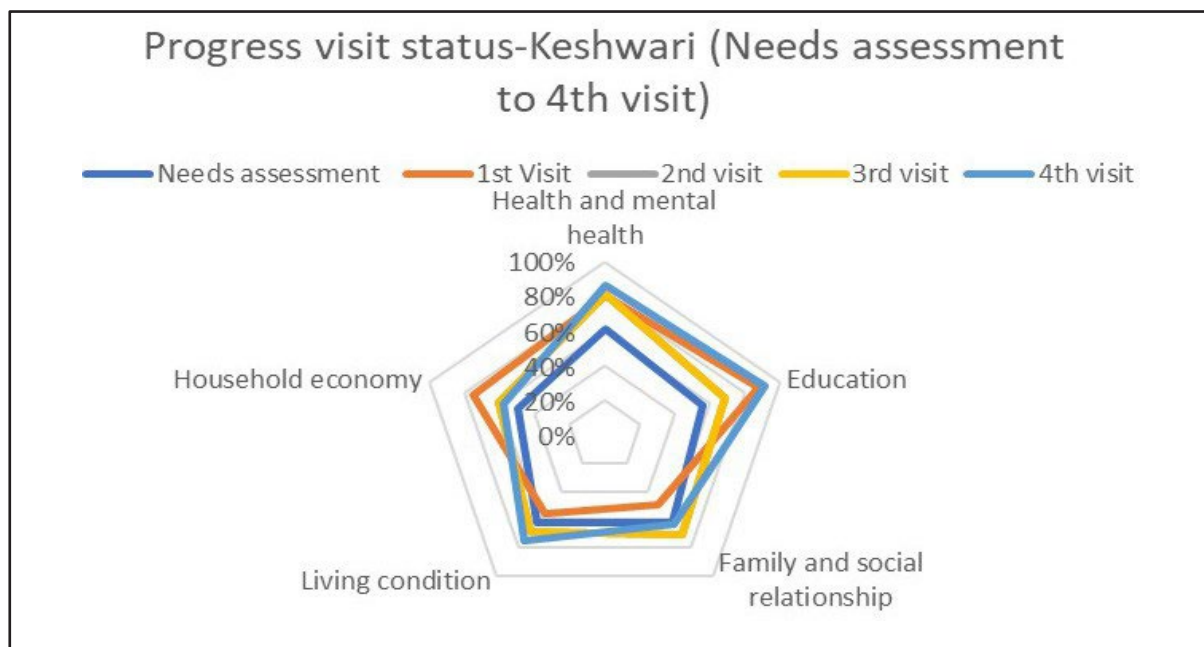 Progress visit status-Keshwari (Needs assessment
to 4th visit)
Needs assessment 1st Visit 2nd visit 3rd visit 4th visit
Health and mental
health
100%
80%
60%
40%
20%
0%
Household economy
Education
Living condition
Family and social
relationship